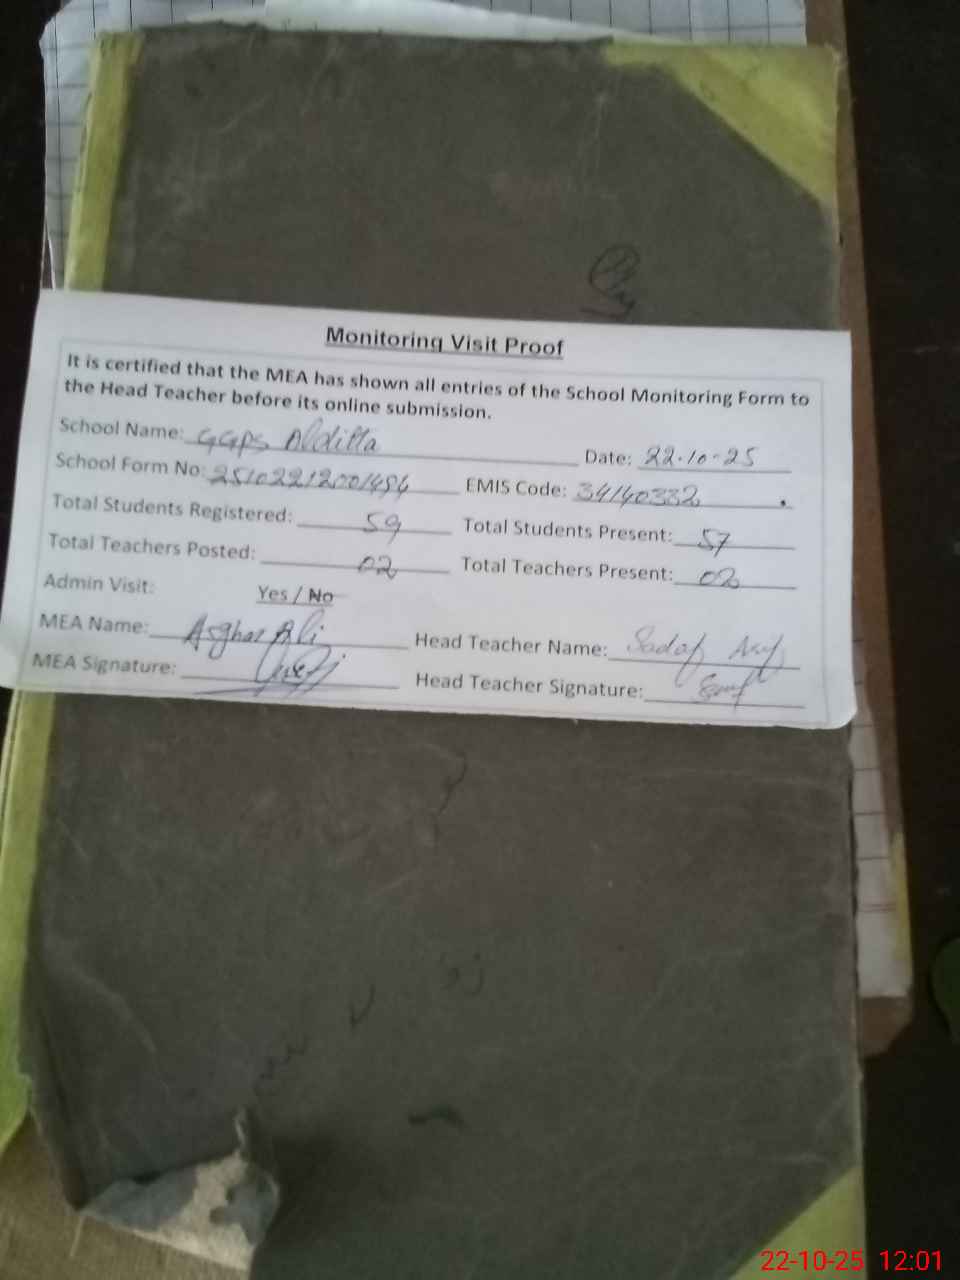 Monitoring Visit Proof
It is certified that the MEA has shown all entries of the School Monitoring Form to
the Head Teacher before its online submission.
School Name: GGPS Alditta Date: 22.10-25
School Form No: 25102212001494 EMIS Code: 34140332
Total Students Registered: 59 Total Students Present: 57
Total Teachers Posted: 02 Total Teachers Present: 02
Admin Visit: Yes / No
MEA Name: Asghar Ali Head Teacher Name: Sadaf
MEA Signature: Head Teacher Signature:
22-10-25 12:01